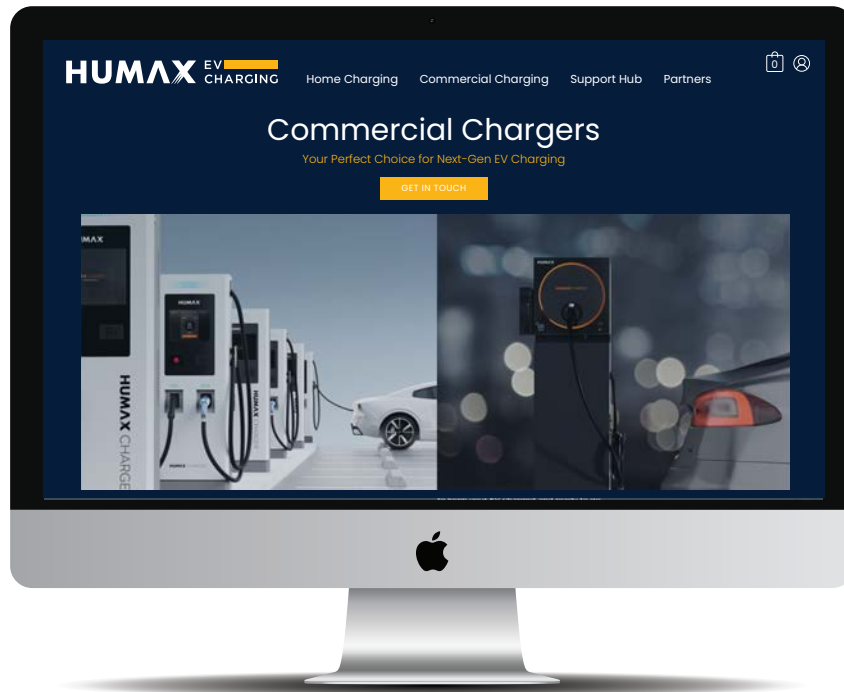 HUMAX EV CHARGING
Home Charging
Commercial Charging
Support Hub
Partners
0
Commercial Chargers
Your Perfect Choice for Next-Gen EV Charging
GET IN TOUCH
HUMAX
HUMAX
HUMAX CHARGE
HUMAX